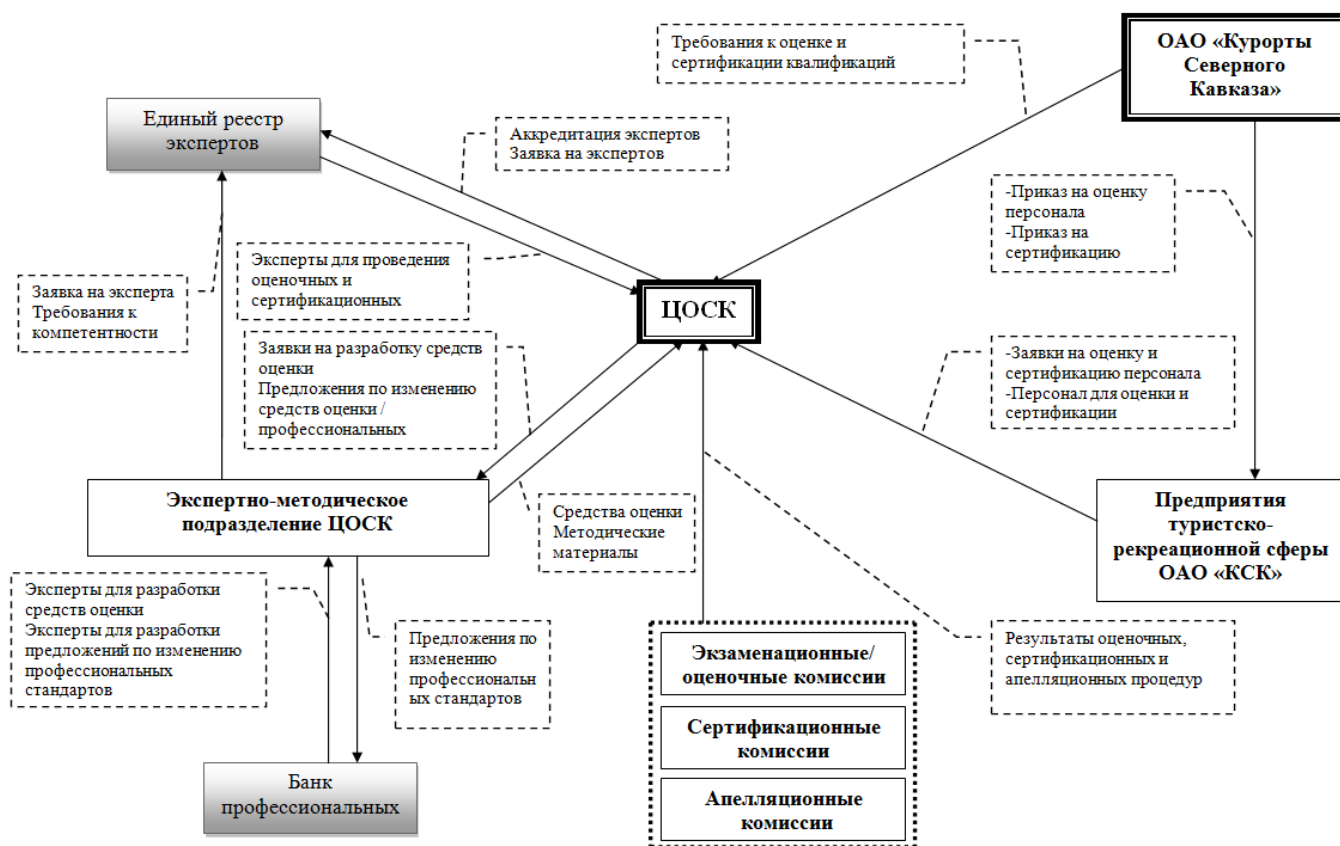 Требования к оценке и
сертификации квалификаций
ОАО «Курорты
Северного
Кавказа»
Единый реестр
экспертов
Аккредитация экспертов
Заявка на экспертов
-Приказ на оценку
персонала
-Приказ на
сертификацию
Эксперты для проведения
оценочных и
сертификационных
Заявка на эксперта
Требования к
компетентности
ЦОСК
Заявки на разработку средств
оценки
Предложения по изменению
средств оценки /
профессиональных
-Заявки на оценку и
сертификацию персонала
-Персонал для оценки и
сертификации
Экспертно-методическое
подразделение ЦОСК
Средства оценки
Методические
материалы
Предприятия
туристско-
рекреационной сферы
ОАО «КСК»
Эксперты для разработки
средств оценки
Эксперты для разработки
предложений по изменению
профессиональных
стандартов
Предложения по
изменению
профессиональн
ых стандартов
Экзаменационные/
оценочные комиссии
Сертификационные
комиссии
Апелляционные
комиссии
Результаты оценочных,
сертификационных и
апелляционных процедур
Банк
профессиональных